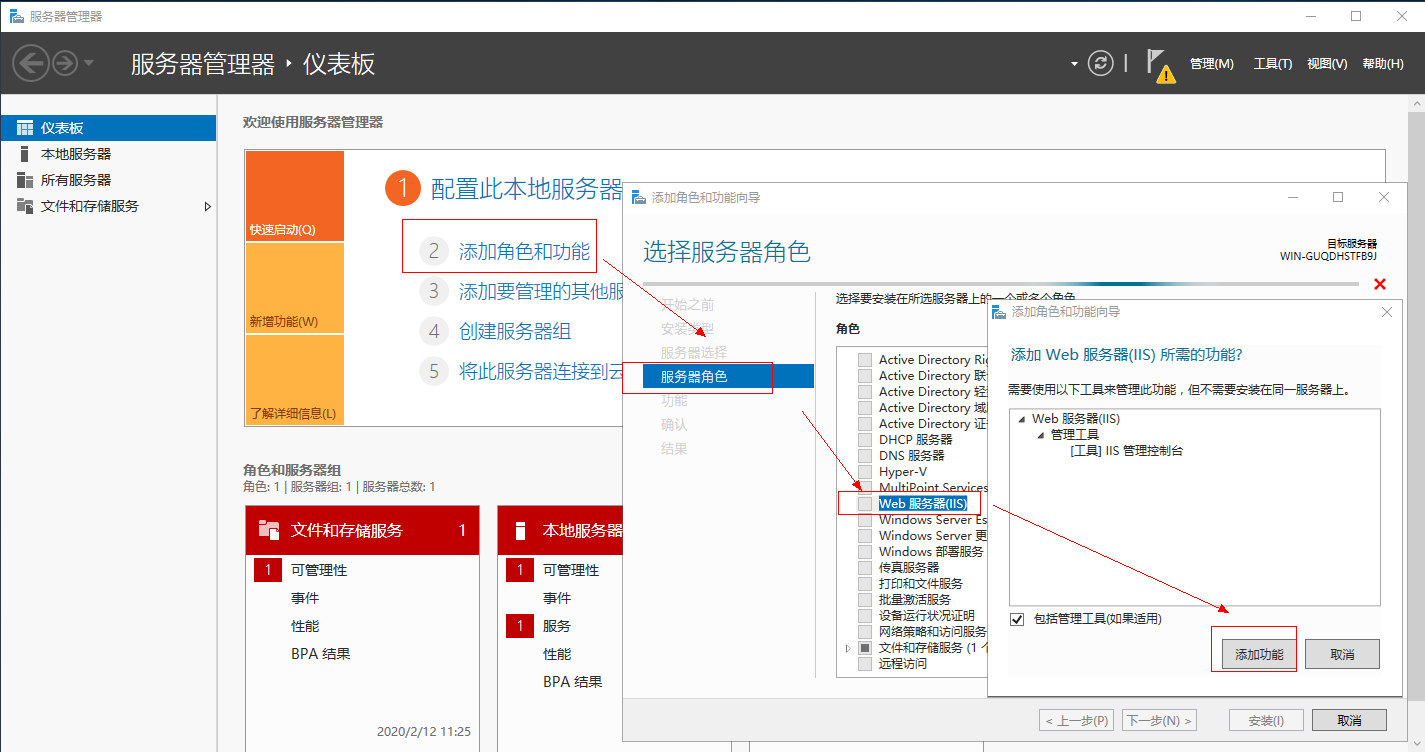 服务器管理器
服务器管理器 · 仪表板
管理(M) 工具(T) 视图(V) 帮助(H)
仪表板
本地服务器
所有服务器
文件和存储服务
欢迎使用服务器管理器
快速启动(Q)
新增功能(W)
了解详细信息(L)
1 配置此本地服务器
2 添加角色和功能
3 添加要管理的其他服
4 创建服务器组
5 将此服务器连接到云
角色和服务器组
角色: 1 | 服务器组: 1 | 服务器总数: 1
文件和存储服务 1
1 可管理性
事件
性能
BPA 结果
2020/2/12 11:25
本地服务器
1 可管理性
事件
1 服务
性能
BPA 结果
添加角色和功能向导
选择服务器角色
目标服务器
WIN-GUQDHSTFB9J
开始之前
安装类型
服务器选择
服务器角色
功能
确认
结果
选择要安装在所选服务器上的一个或多个角色
角色
Active Directory Rig
Active Directory 联
Active Directory 轻
Active Directory 域
Active Directory 证
DHCP 服务器
DNS 服务器
Hyper-V
MultiPoint Services
Web 服务器(IIS)
Windows Server Es
Windows Server 更
Windows 部署服务
传真服务器
打印和文件服务
批量激活服务
设备运行状况证明
网络策略和访问服务
文件和存储服务 (1 个
远程访问
< 上一步(P) 下一步(N) > 安装(I) 取消
添加角色和功能向导
添加 Web 服务器(IIS) 所需的功能?
需要使用以下工具来管理此功能，但不需要安装在同一服务器上。
Web 服务器(IIS)
管理工具
[工具] IIS 管理控制台
包括管理工具(如果适用)
添加功能 取消